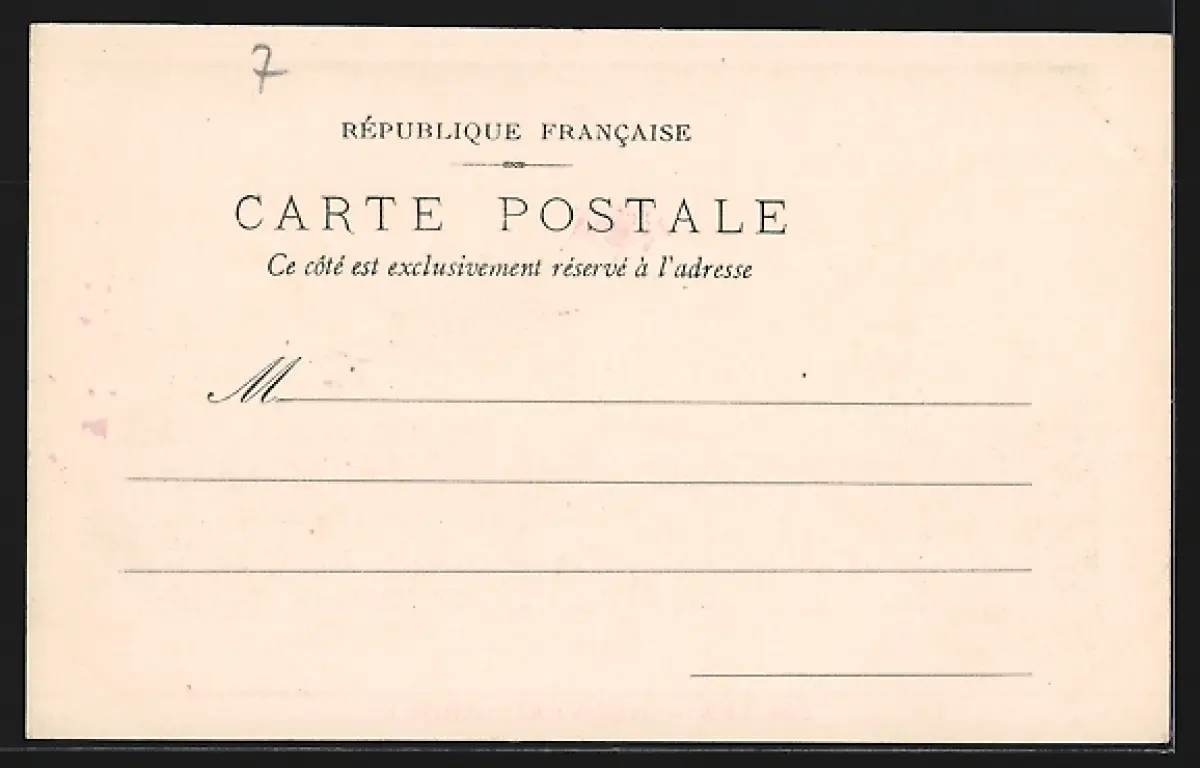 7
RÉPUBLIQUE FRANÇAISE
CARTE POSTALE
Ce côté est exclusivement réservé à l'adresse
M